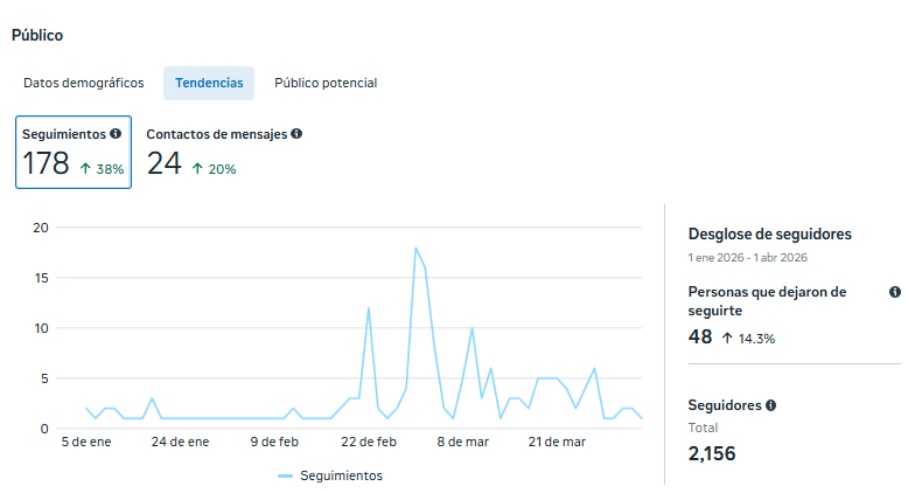 Público
Datos demográficos Tendencias Público potencial
Seguimientos
178 ↑ 38%
Contactos de mensajes
24 ↑ 20%
20
15
10
5
0
5 de ene 24 de ene 9 de feb 22 de feb 8 de mar 21 de mar
Seguimientos
Desglose de seguidores
1 ene 2026 - 1 abr 2026
Personas que dejaron de
seguirte
48 ↑ 14.3%
Seguidores
Total
2,156